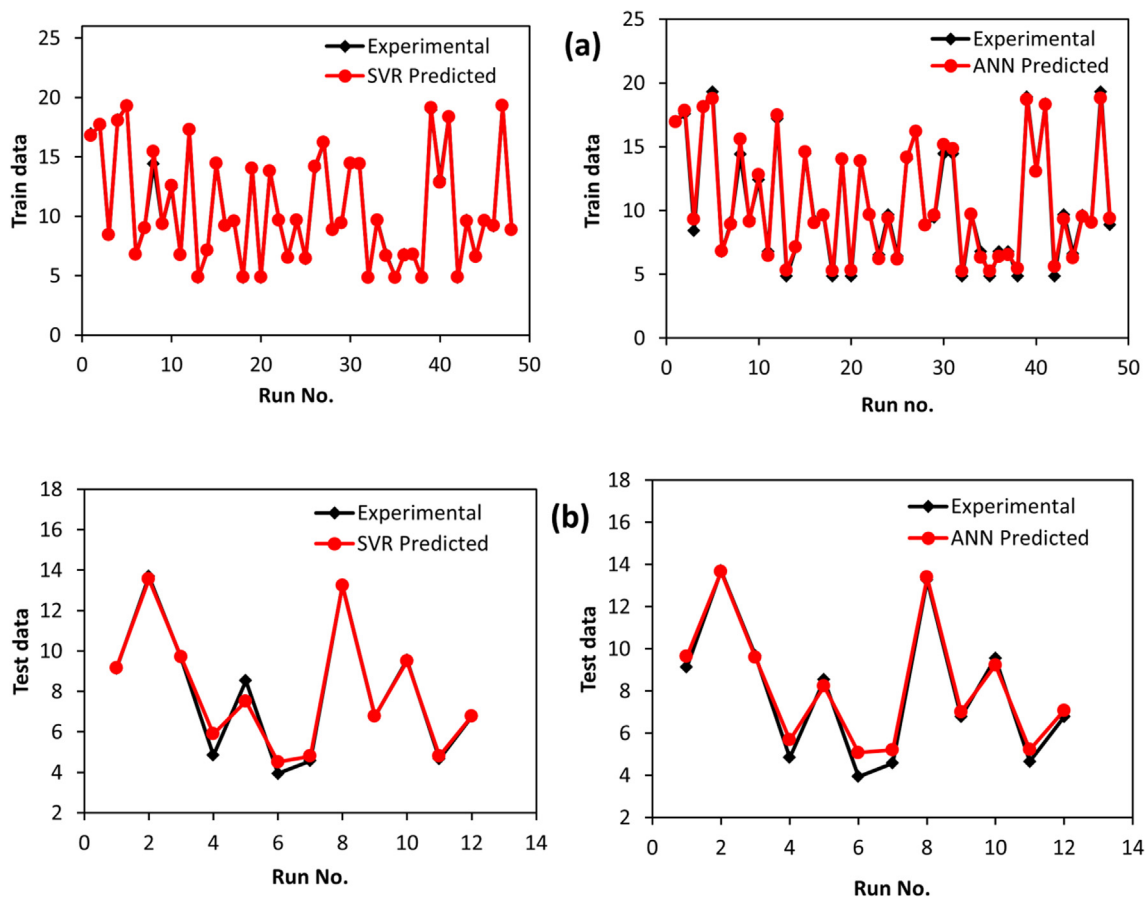 Train data
25
20
15
10
5
0
Experimental
SVR Predicted
0 10 20 30 40 50
Run No.
(a)
Train data
25
20
15
10
5
0
Experimental
ANN Predicted
0 10 20 30 40 50
Run no.
Test data
18
16
14
12
10
8
6
4
2
Experimental
SVR Predicted
0 2 4 6 8 10 12 14
Run No.
(b)
Test data
18
16
14
12
10
8
6
4
2
Experimental
ANN Predicted
0 2 4 6 8 10 12 14
Run No.